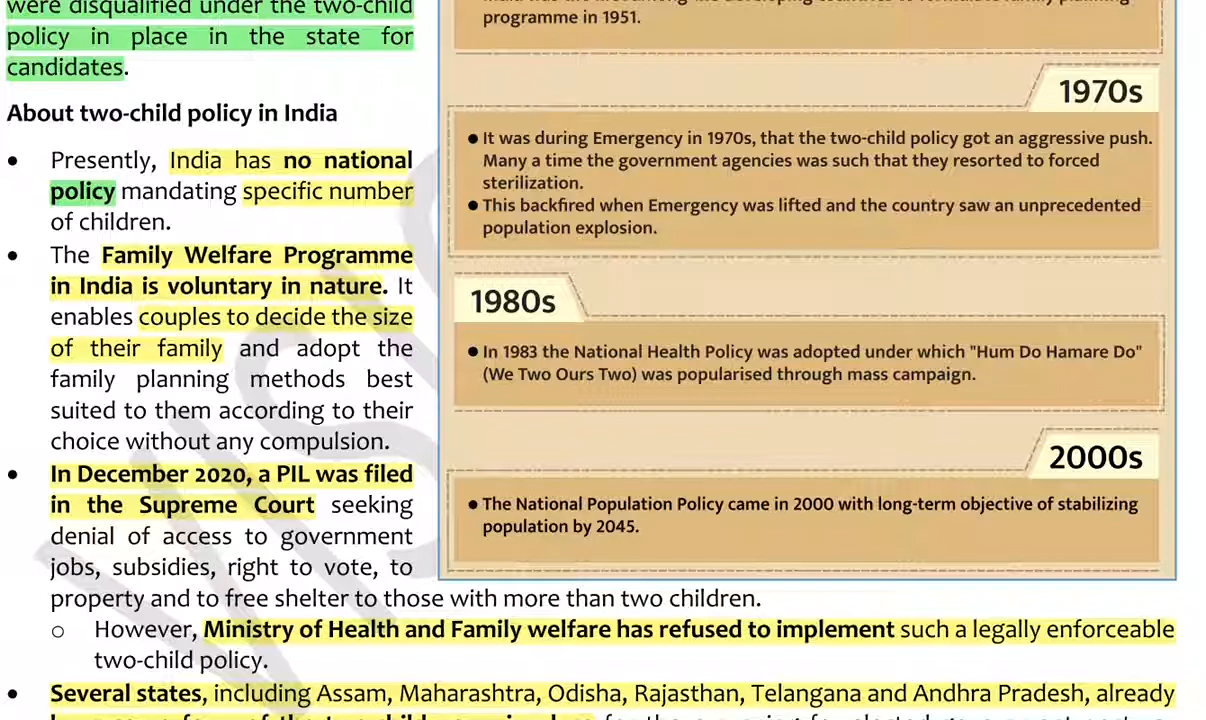 were disqualified under the two-child
policy in place in the state for
candidates.
About two-child policy in India
• Presently, India has no national
policy mandating specific number
of children.
• The Family Welfare Programme
in India is voluntary in nature. It
enables couples to decide the size
of their family and adopt the
family planning methods best
suited to them according to their
choice without any compulsion.
• In December 2020, a PIL was filed
in the Supreme Court seeking
denial of access to government
jobs, subsidies, right to vote, to
property and to free shelter to those with more than two children.
o However, Ministry of Health and Family welfare has refused to implement such a legally enforceable
two-child policy.
• Several states, including Assam, Maharashtra, Odisha, Rajasthan, Telangana and Andhra Pradesh, already
programme in 1951.
1970s
• It was during Emergency in 1970s, that the two-child policy got an aggressive push.
Many a time the government agencies was such that they resorted to forced
sterilization.
• This backfired when Emergency was lifted and the country saw an unprecedented
population explosion.
1980s
• In 1983 the National Health Policy was adopted under which "Hum Do Hamare Do"
(We Two Ours Two) was popularised through mass campaign.
2000s
• The National Population Policy came in 2000 with long-term objective of stabilizing
population by 2045.